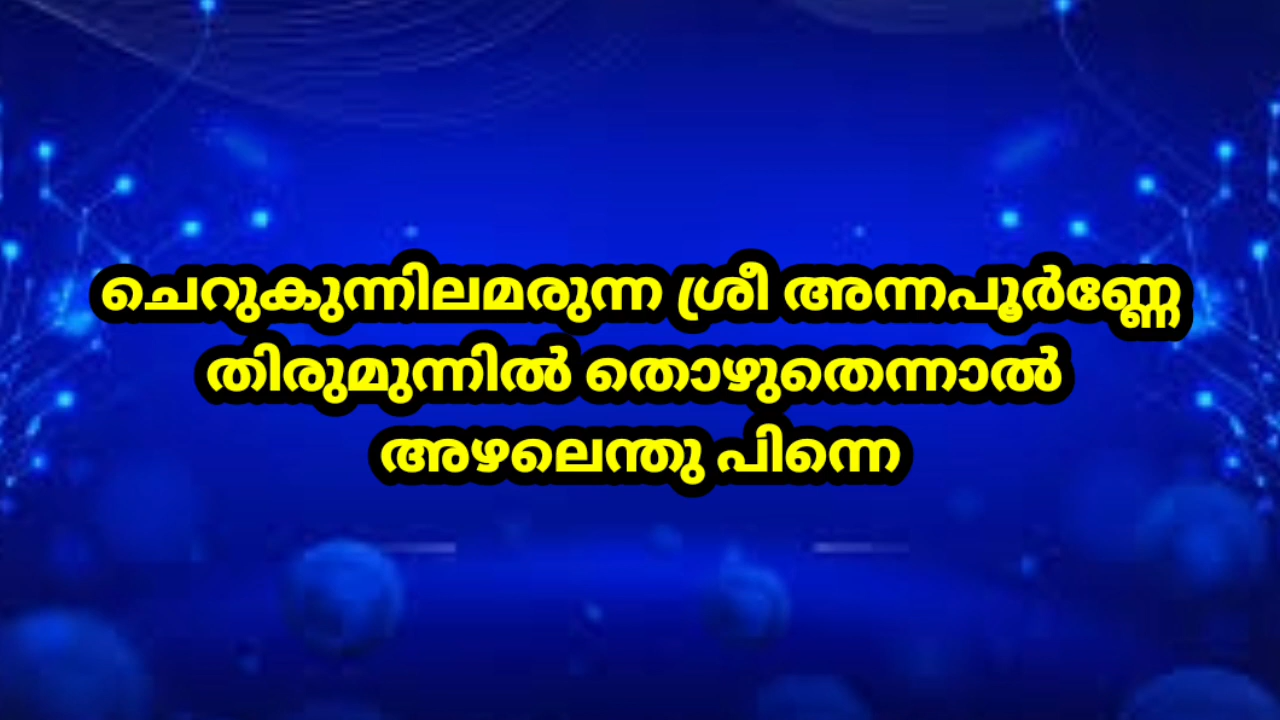 ചെറുകുന്നിലമരുന്ന ശ്രീ അന്നപൂർണ്ണേ
തിരുമുന്നിൽ തൊഴുതെന്നാൽ
അഴലെന്തു പിന്നെ